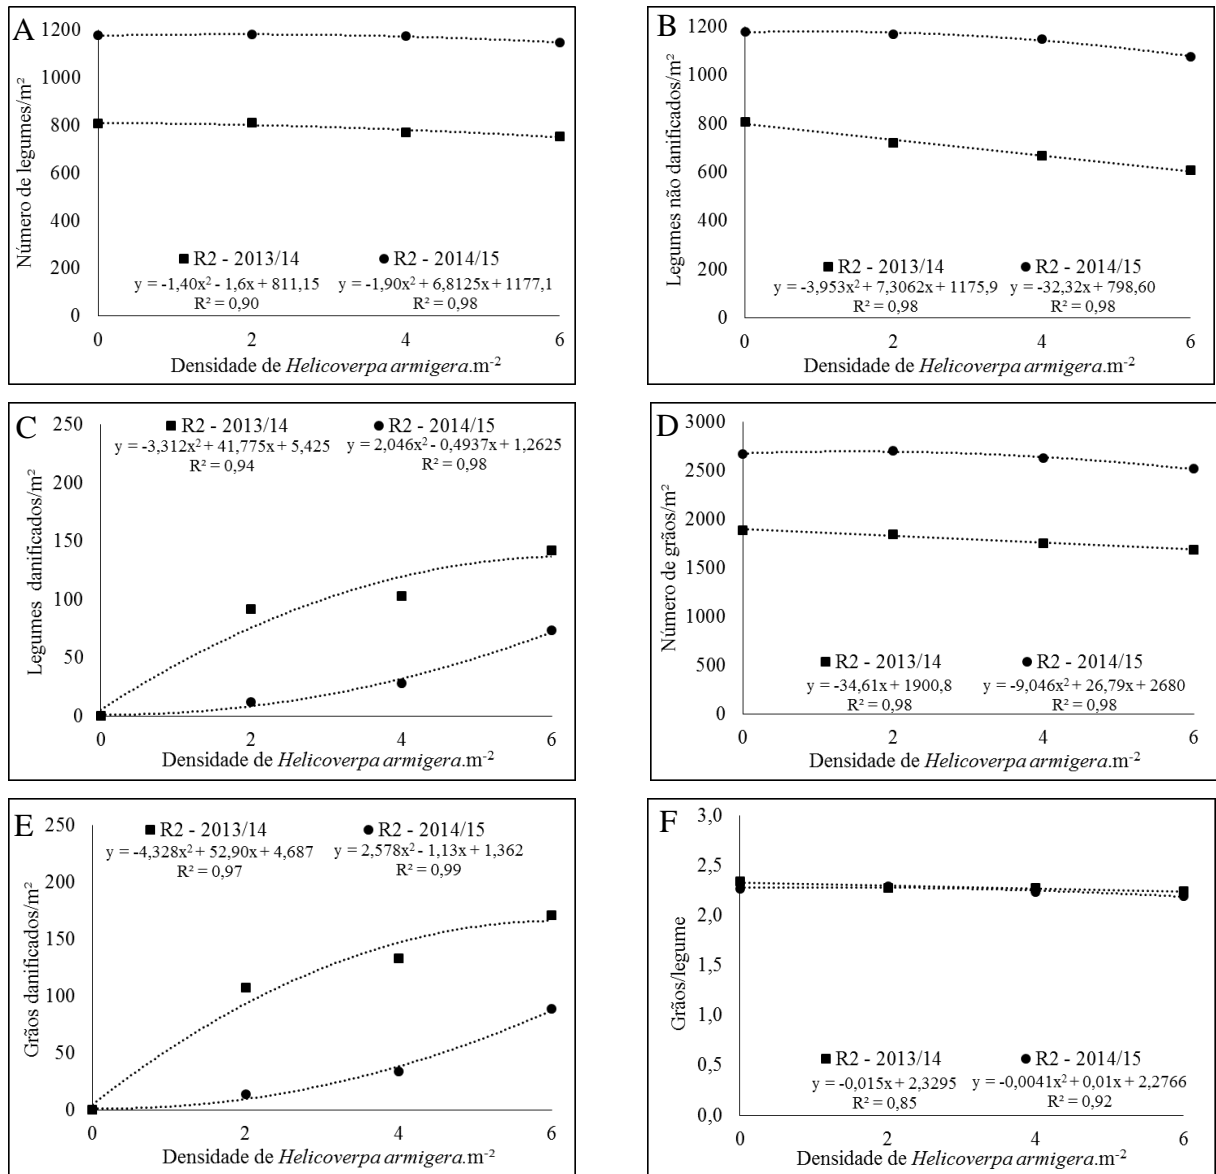 A
1200
1000
800
600
400
200
0
Número de legumes/m²
■ R2 - 2013/14 ● R2 - 2014/15
y = -1,40x² - 1,6x + 811,15 y = -1,90x² + 6,8125x + 1177,1
R² = 0,90 R² = 0,98
0 2 4 6
Densidade de Helicoverpa armigera.m⁻²
B
1200
1000
800
600
400
200
0
Legumes não danificados/m²
■ R2 - 2013/14 ● R2 - 2014/15
y = -3,953x² + 7,3062x + 1175,9 y = -32,32x + 798,60
R² = 0,98 R² = 0,98
0 2 4 6
Densidade de Helicoverpa armigera.m⁻²
C
■ R2 - 2013/14 ● R2 - 2014/15
y = -3,312x² + 41,775x + 5,425 y = 2,046x² - 0,4937x + 1,2625
R² = 0,94 R² = 0,98
250
200
150
100
50
0
Legumes danificados/m²
0 2 4 6
Densidade de Helicoverpa armigera.m⁻²
D
3000
2500
2000
1500
1000
500
0
Número de grãos/m²
■ R2 - 2013/14 ● R2 - 2014/15
y = -34,61x + 1900,8 y = -9,046x² + 26,79x + 2680
R² = 0,98 R² = 0,98
0 2 4 6
Densidade de Helicoverpa armigera.m⁻²
E
■ R2 - 2013/14 ● R2 - 2014/15
y = -4,328x² + 52,90x + 4,687 y = 2,578x² - 1,13x + 1,362
R² = 0,97 R² = 0,99
250
200
150
100
50
0
Grãos danificados/m²
0 2 4 6
Densidade de Helicoverpa armigera.m⁻²
F
3,0
2,5
2,0
1,5
1,0
0,5
0,0
Grãos/legume
■ R2 - 2013/14 ● R2 - 2014/15
y = -0,015x + 2,3295 y = -0,0041x² + 0,01x + 2,2766
R² = 0,85 R² = 0,92
0 2 4 6
Densidade de Helicoverpa armigera.m⁻²